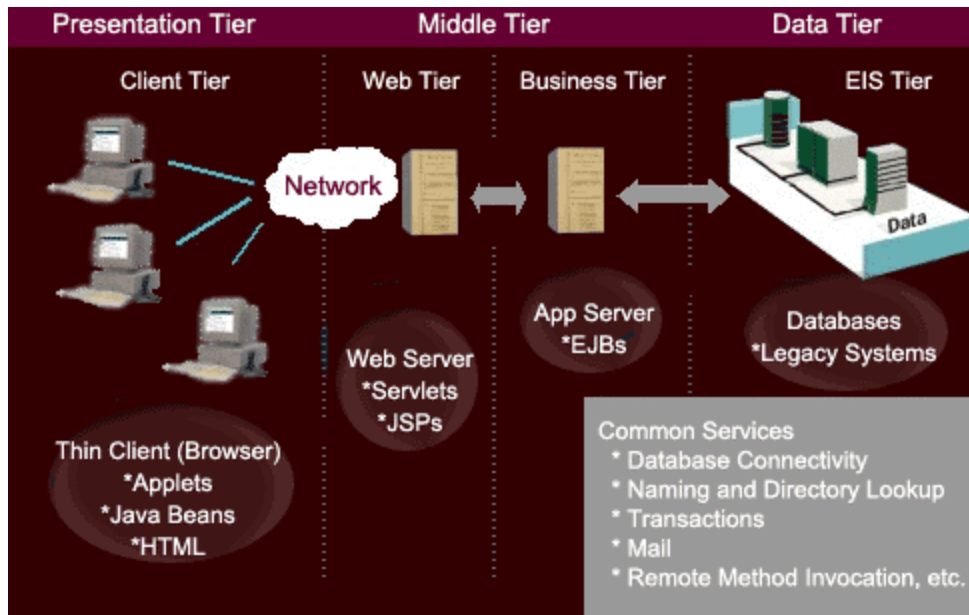 Presentation Tier
Middle Tier
Data Tier
Client Tier
Web Tier
Business Tier
EIS Tier
Network
Data
Thin Client (Browser)
*Applets
*Java Beans
*HTML
Web Server
*Servlets
*JSPs
App Server
*EJBs
Databases
*Legacy Systems
Common Services
* Database Connectivity
* Naming and Directory Lookup
* Transactions
* Mail
* Remote Method Invocation, etc.